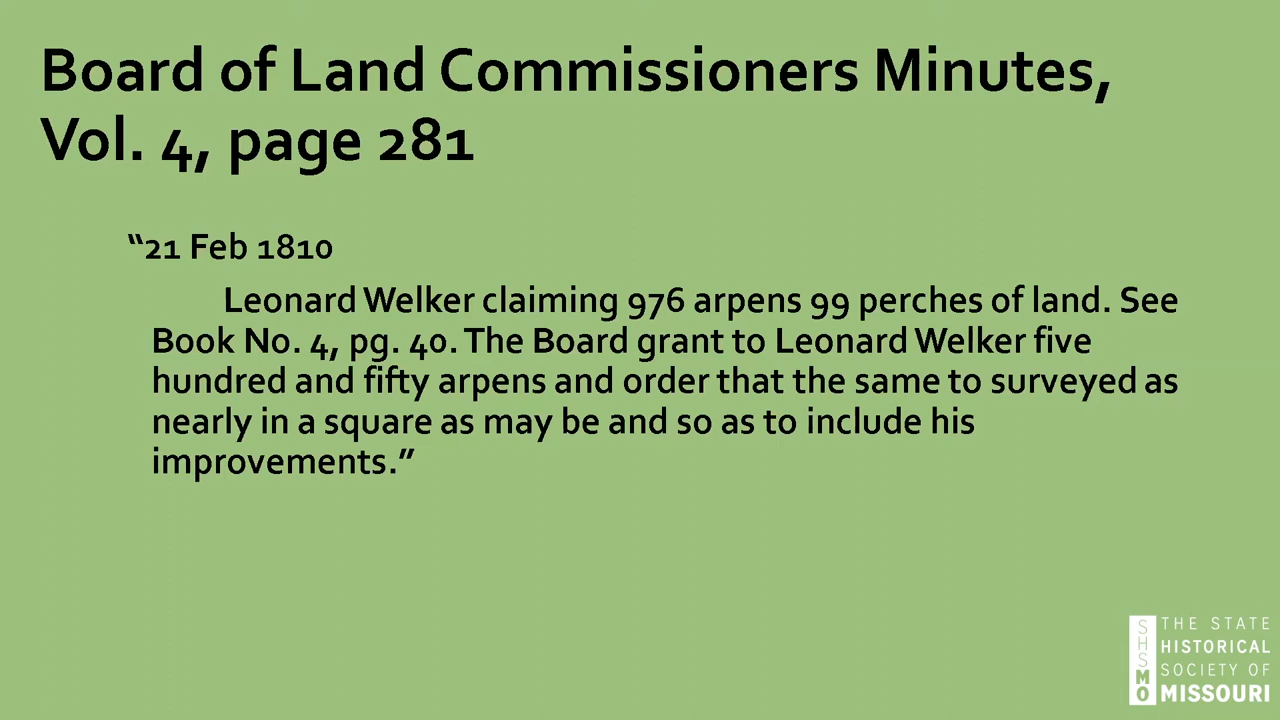 Board of Land Commissioners Minutes,
Vol. 4, page 281
“21 Feb 1810
Leonard Welker claiming 976 arpens 99 perches of land. See
Book No. 4, pg. 40. The Board grant to Leonard Welker five
hundred and fifty arpens and order that the same to surveyed as
nearly in a square as may be and so as to include his
improvements.”
SHSMO
THE STATE
HISTORICAL
SOCIETY OF
MISSOURI